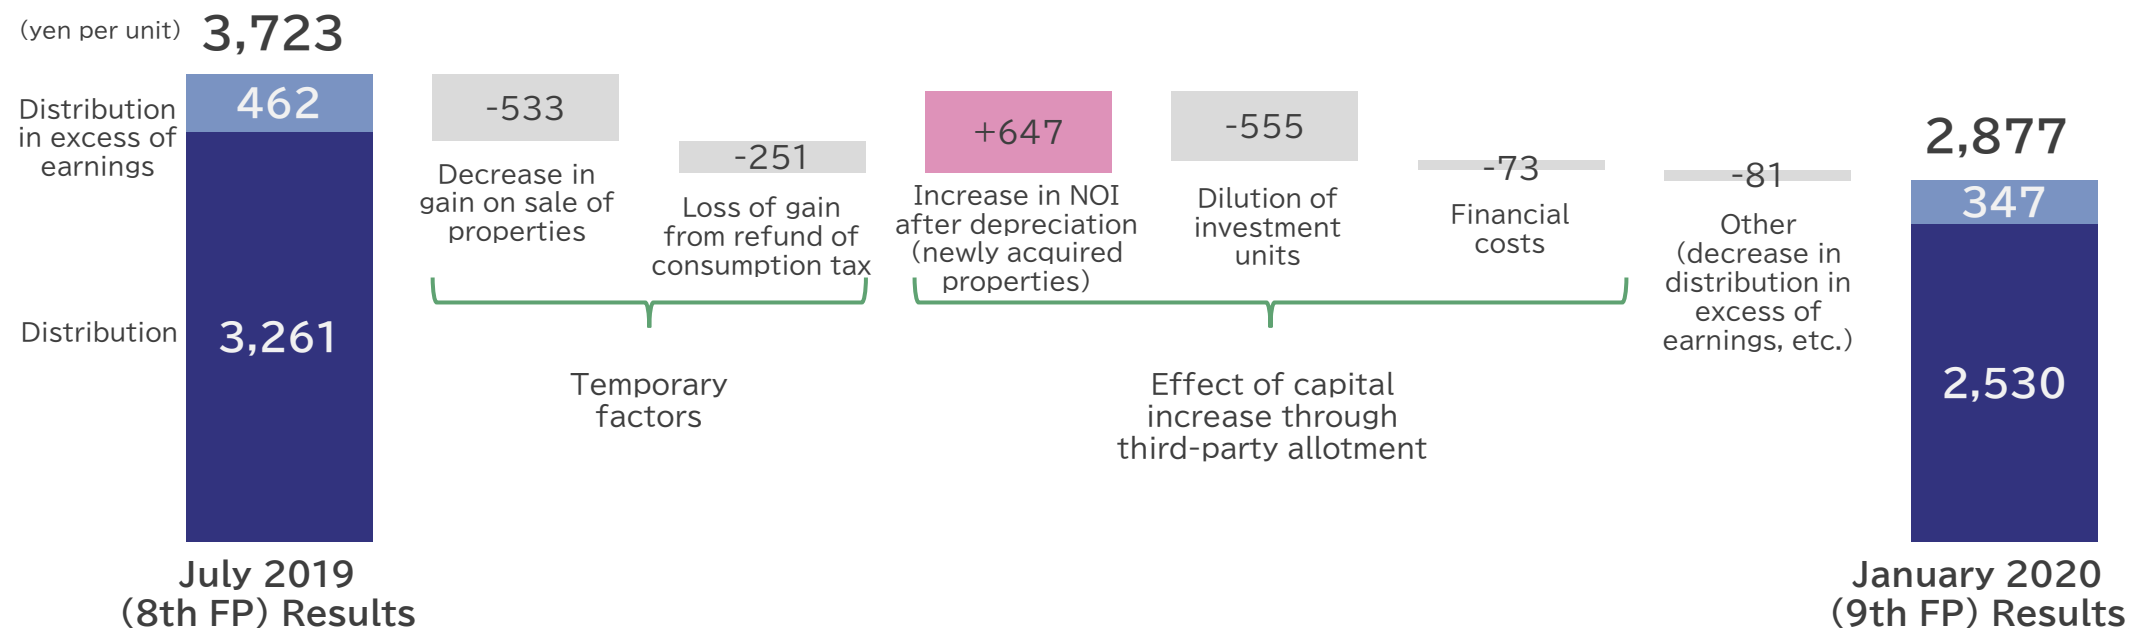 (yen per unit)
3,723
462
Distribution
in excess of
earnings
Distribution
3,261
July 2019
(8th FP) Results
-533
Decrease in
gain on sale of
properties
-251
Loss of gain
from refund of
consumption tax
Temporary
factors
+647
Increase in NOI
after depreciation
(newly acquired
properties)
-555
Dilution of
investment
units
-73
Financial
costs
Effect of capital
increase through
third-party allotment
-81
Other
(decrease in
distribution in
excess of
earnings, etc.)
2,877
347
2,530
January 2020
(9th FP) Results